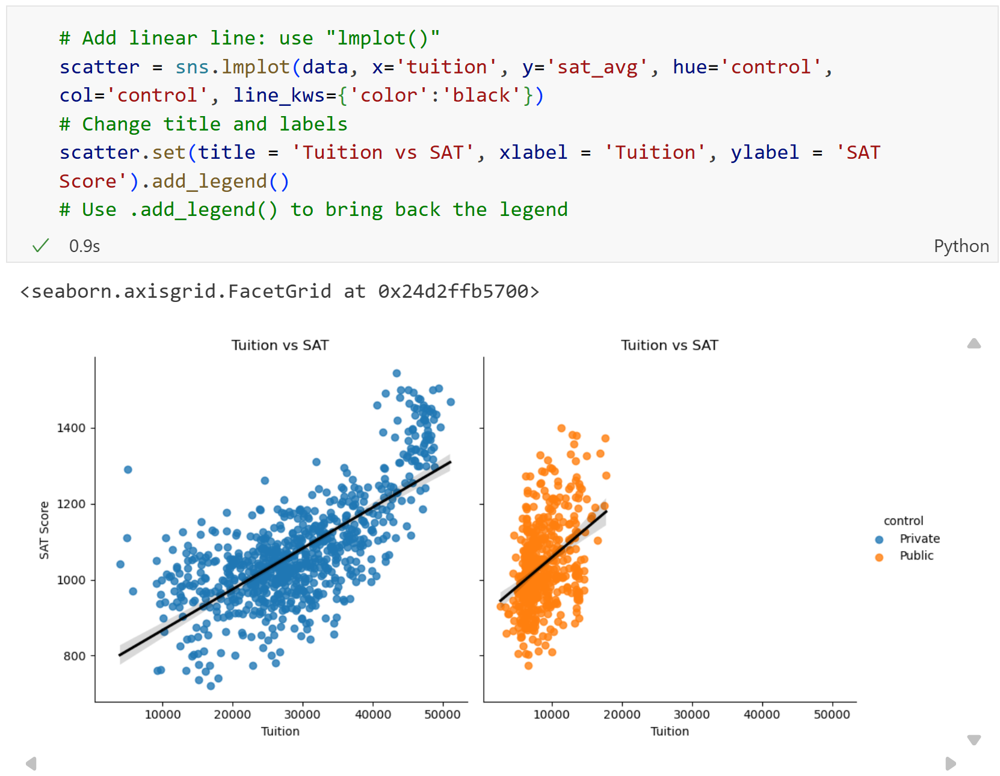 # Add linear line: use "lmplot()"
scatter = sns.lmplot(data, x='tuition', y='sat_avg', hue='control',
col='control', line_kws={'color':'black'})
# Change title and labels
scatter.set(title = 'Tuition vs SAT', xlabel = 'Tuition', ylabel = 'SAT
Score').add_legend()
# Use .add_legend() to bring back the legend
0.9s
Python
<seaborn.axisgrid.FacetGrid at 0x24d2ffb5700>
Tuition vs SAT
Tuition vs SAT
1400
1200
1000
800
SAT Score
control
Private
Public
10000 20000 30000 40000 50000
10000 20000 30000 40000 50000
Tuition
Tuition